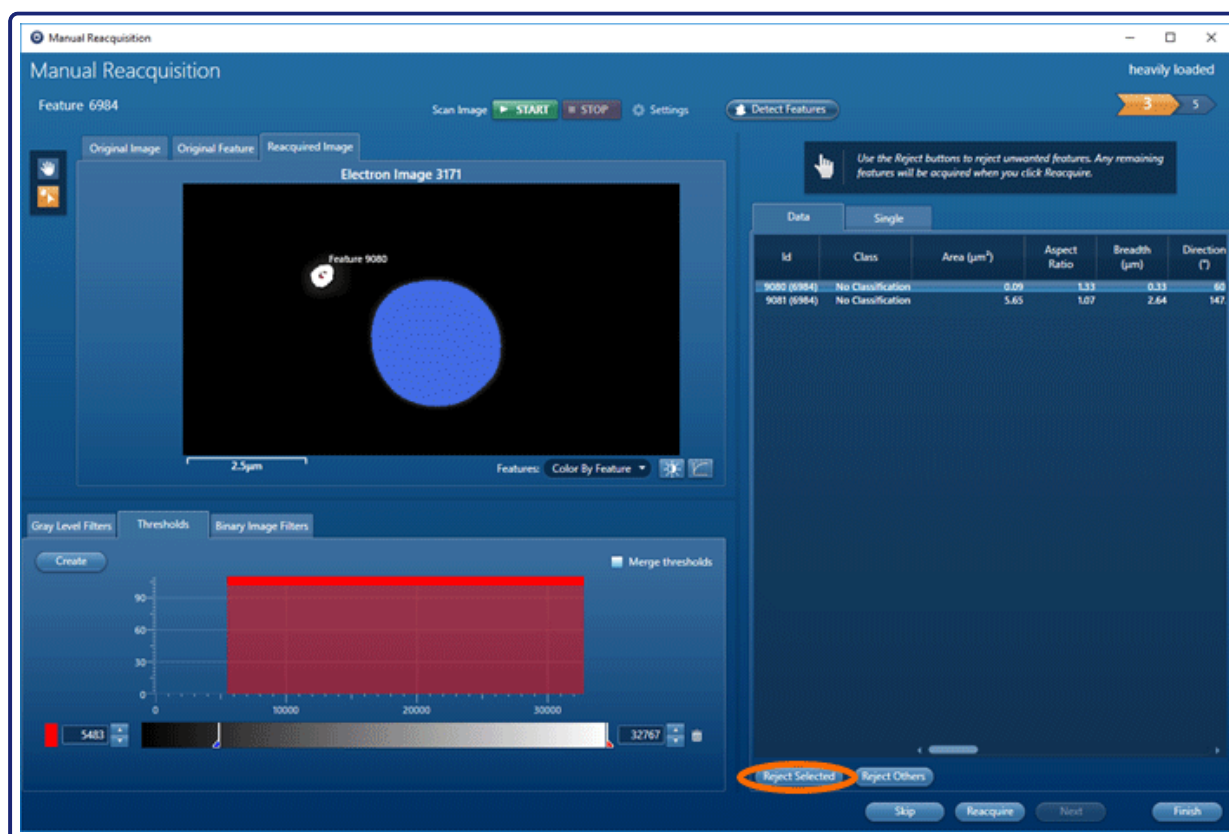 Manual Reacquisition
Manual Reacquisition
heavily loaded
Feature 6984
Scan Image START STOP Settings Detect Features
3 5
Original Image Original Feature Reacquired Image
Use the Reject buttons to reject unwanted features. Any remaining
features will be acquired when you click Reacquire.
Electron Image 3171
Feature 9080
2.5µm
Features: Color By Feature
Data Single
Id Class Area (µm²) Aspect Ratio Breadth (µm) Direction (°)
9080 (6984) No Classification 0.09 1.33 0.33 60
9081 (6984) No Classification 5.65 1.07 2.64 147.
Gray Level Filters Thresholds Binary Image Filters
Create Merge thresholds
90
60
30
0
0 10000 20000 30000
5483 32767
Reject Selected Reject Others
Skip Reacquire Next Finish